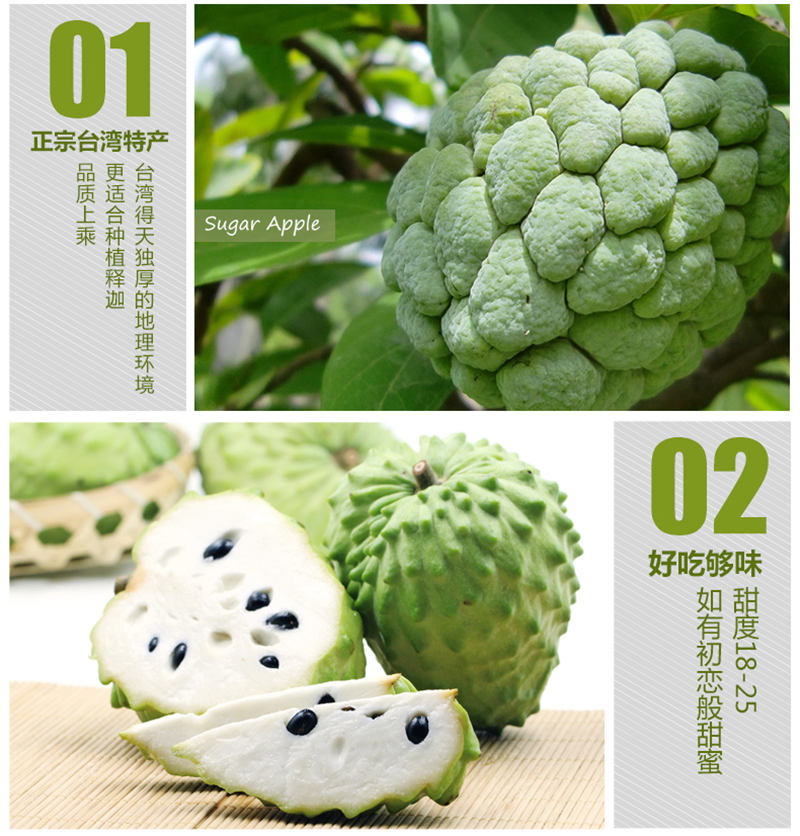 01
正宗台湾特产
台湾得天独厚的地理环境
更适合种植释迦
品质上乘
Sugar Apple
02
好吃够味
甜度18-25
如有初恋般甜蜜